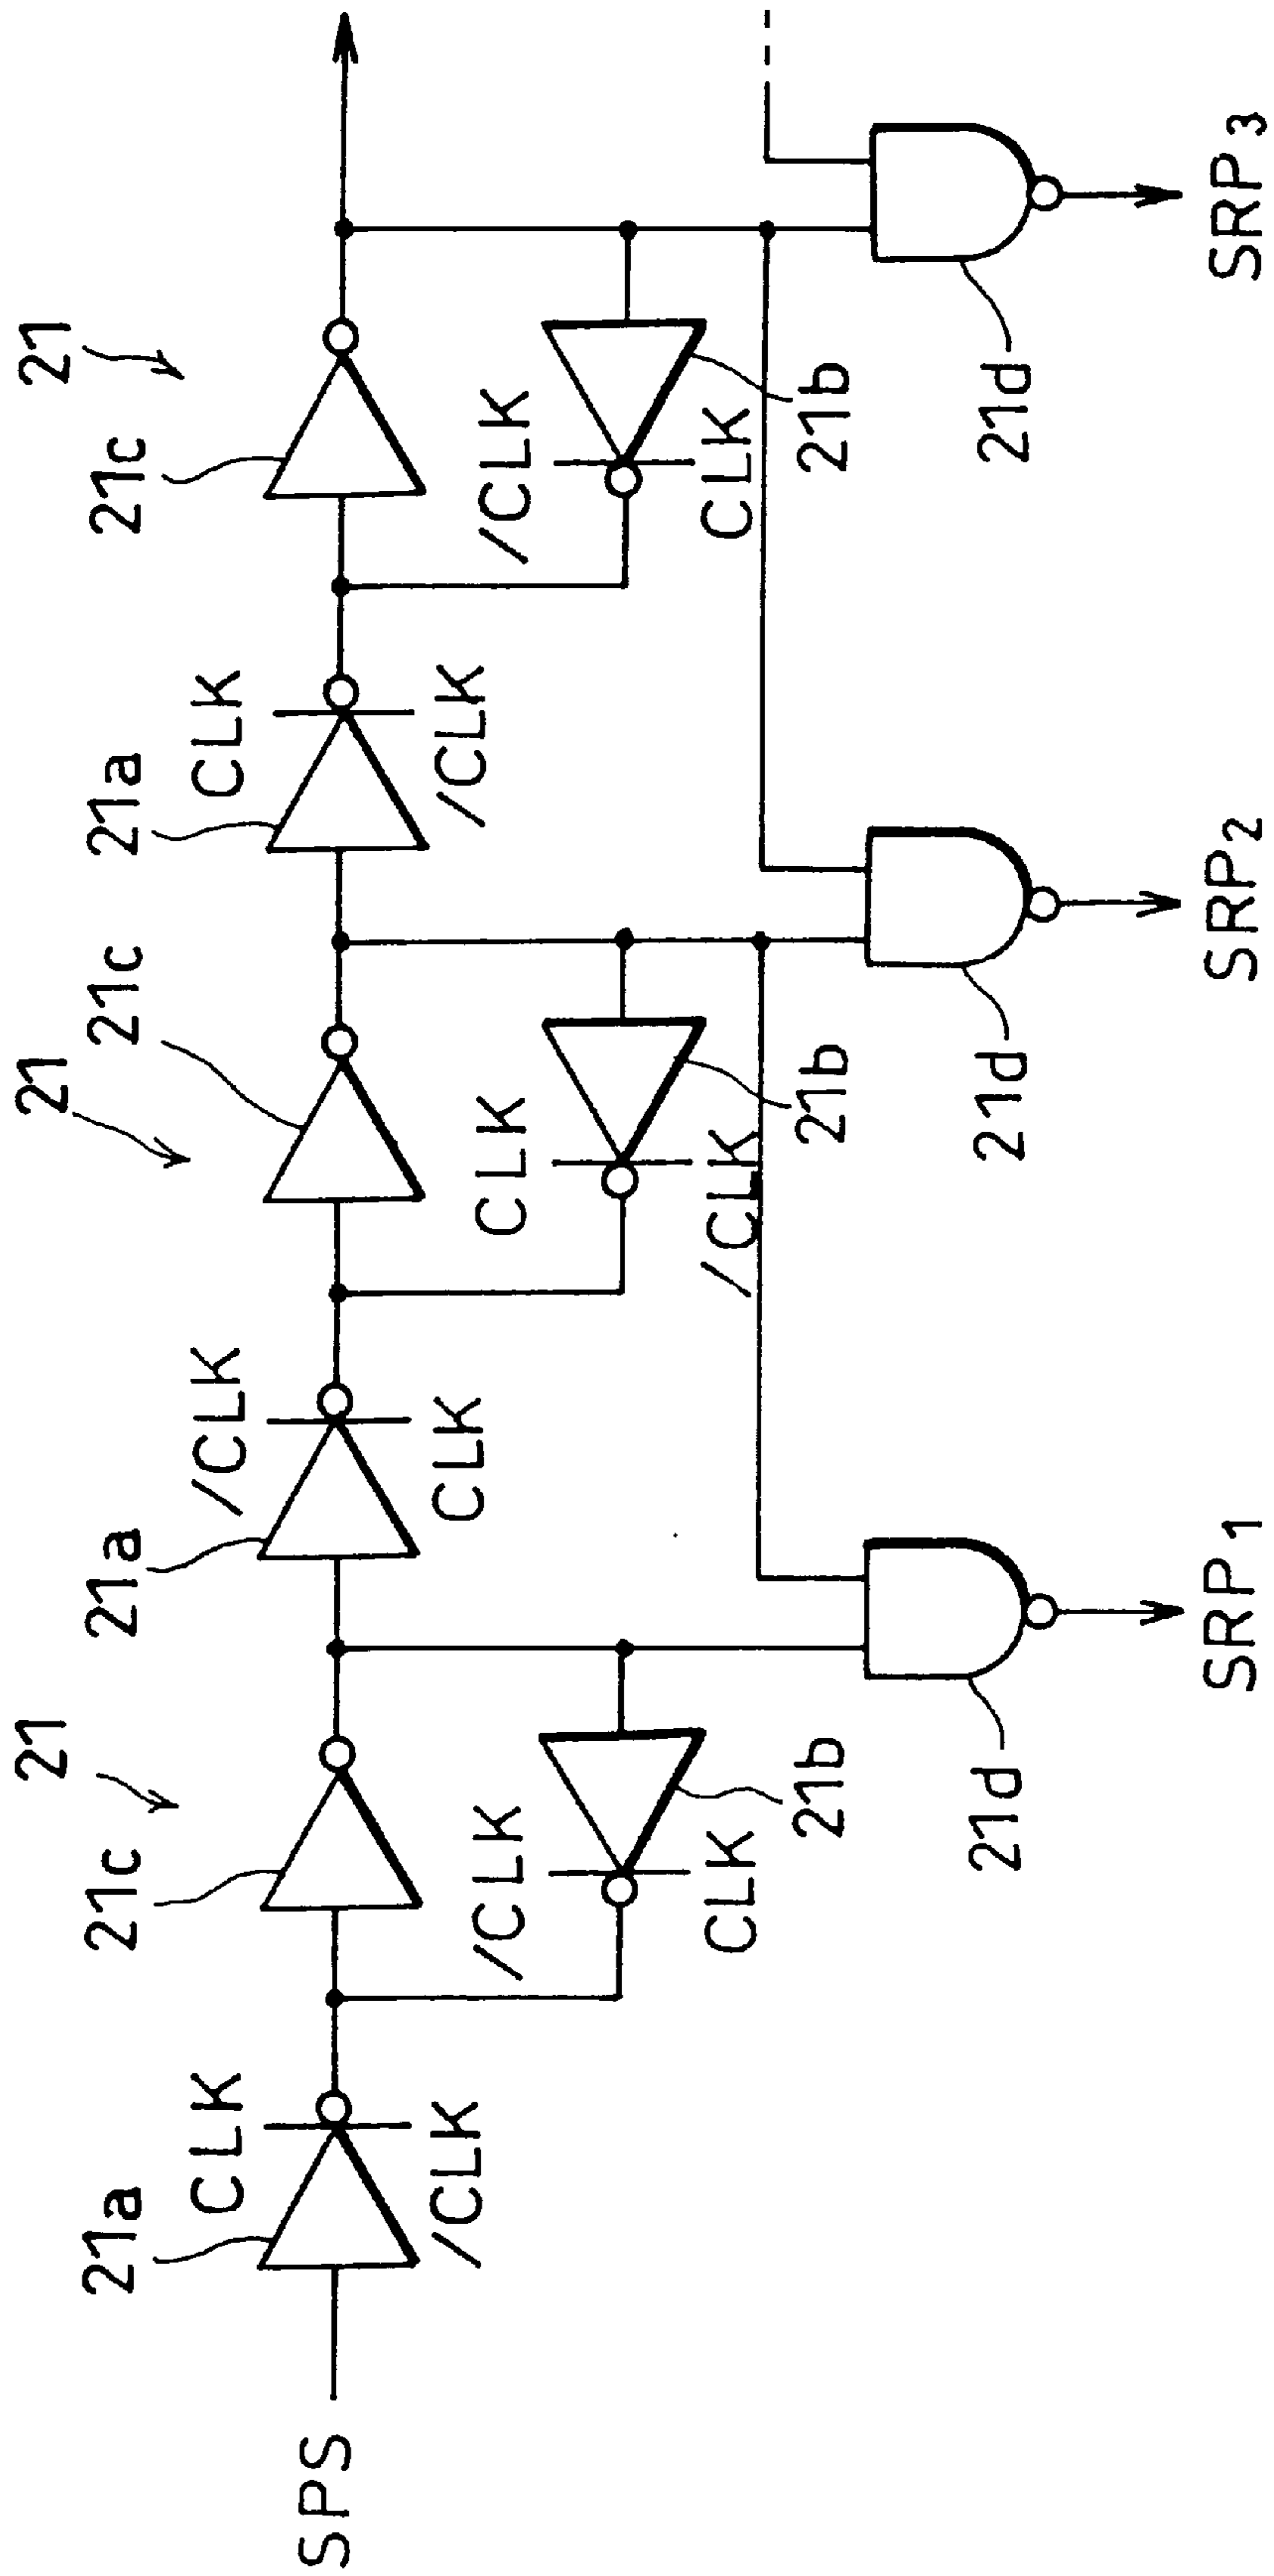 21 21 21
21a 21c 21a 21c 21a 21c
CLK /CLK CLK
SPS
/CLK CLK /CLK
/CLK CLK /CLK
CLK /CLK CLK
21b 21b 21b
21d 21d 21d
SRP1 SRP2 SRP3